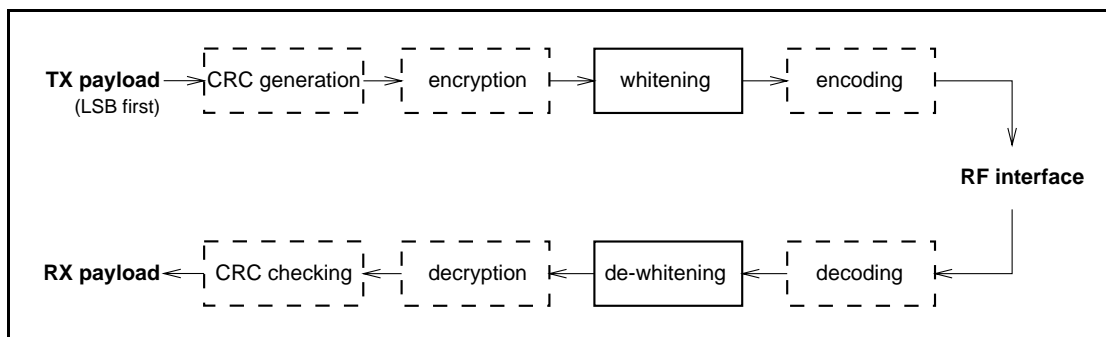 TX payload
CRC generation
encryption
whitening
encoding
(LSB first)
RF interface
RX payload
CRC checking
decryption
de-whitening
decoding